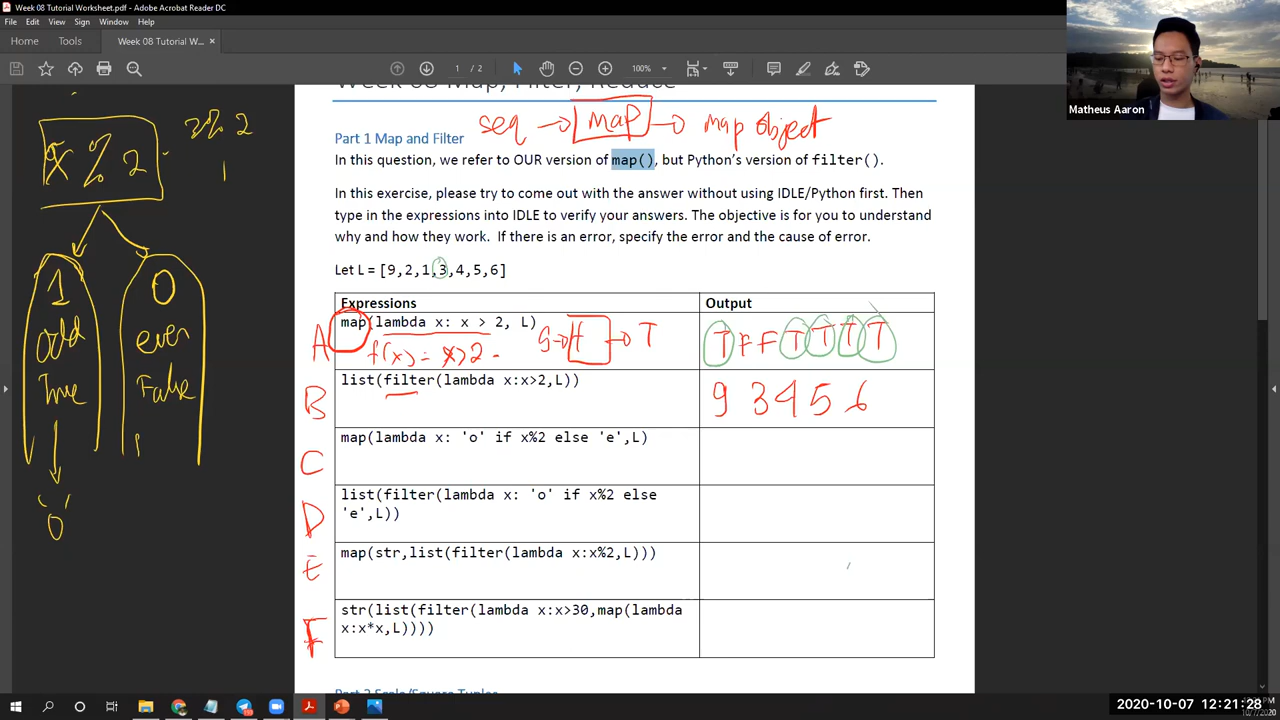 Week 08 Tutorial Worksheet.pdf - Adobe Acrobat Reader DC
File Edit View Sign Window Help
Home Tools Week 08 Tutorial W... ×
1 / 2 100%
Matheus Aaron
Week 08 Map, Filter, Reduce
seq → map → map object
Part 1 Map and Filter
In this question, we refer to OUR version of map(), but Python's version of filter().
In this exercise, please try to come out with the answer without using IDLE/Python first. Then
type in the expressions into IDLE to verify your answers. The objective is for you to understand
why and how they work. If there is an error, specify the error and the cause of error.
Let L = [9,2,1,3,4,5,6]
Expressions Output
A map(lambda x: x > 2, L) T F F T T T T
f(x) = x>2
9→ f → T
B list(filter(lambda x:x>2,L)) 9 3 4 5 6
C map(lambda x: 'o' if x%2 else 'e',L)
D list(filter(lambda x: 'o' if x%2 else
'e',L))
E map(str,list(filter(lambda x:x%2,L)))
F str(list(filter(lambda x:x>30,map(lambda
x:x*x,L))))
x % 2
3% 2
1
1 0
odd even
True False
'o'
2020-10-07 12:21:28